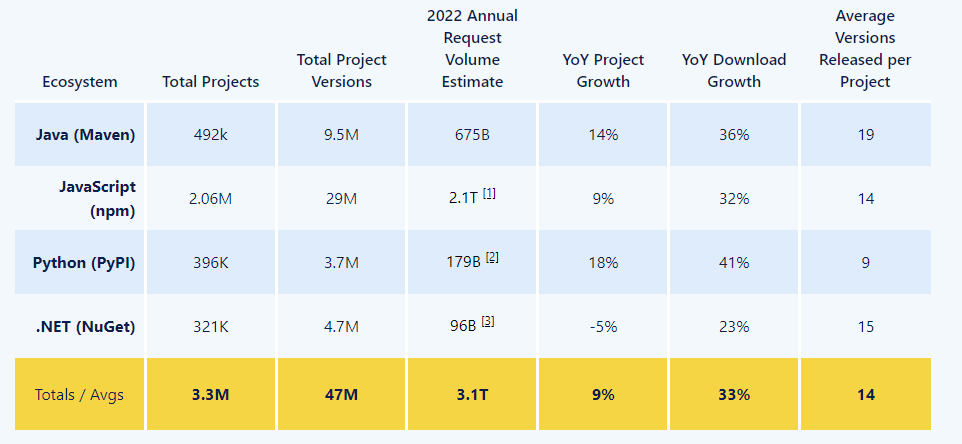 2022 Annual
Average
Request
Versions
Total Project
Volume
YoY Project
YoY Download
Released per
Ecosystem
Total Projects
Versions
Estimate
Growth
Growth
Project
Java (Maven)
492k
9.5M
675B
14%
36%
19
JavaScript
(npm)
2.06M
29M
2.1T [1]
9%
32%
14
Python (PyPI)
396K
3.7M
179B [2]
18%
41%
9
.NET (NuGet)
321K
4.7M
96B [3]
-5%
23%
15
Totals / Avgs
3.3M
47M
3.1T
9%
33%
14